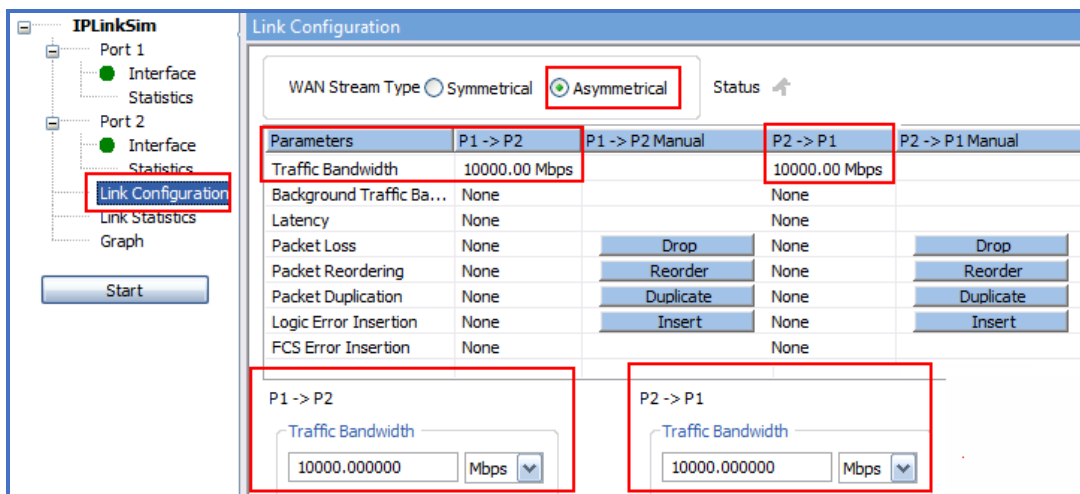 IPLinkSim
Port 1
Interface
Statistics
Port 2
Interface
Statistics
Link Configuration
Link Statistics
Graph
Start
Link Configuration
WAN Stream Type Symmetrical Asymmetrical Status
Parameters P1 -> P2 P1 -> P2 Manual P2 -> P1 P2 -> P1 Manual
Traffic Bandwidth 10000.00 Mbps 10000.00 Mbps
Background Traffic Ba... None None
Latency None None
Packet Loss None Drop None Drop
Packet Reordering None Reorder None Reorder
Packet Duplication None Duplicate None Duplicate
Logic Error Insertion None Insert None Insert
FCS Error Insertion None None
P1 -> P2
Traffic Bandwidth
10000.000000 Mbps
P2 -> P1
Traffic Bandwidth
10000.000000 Mbps